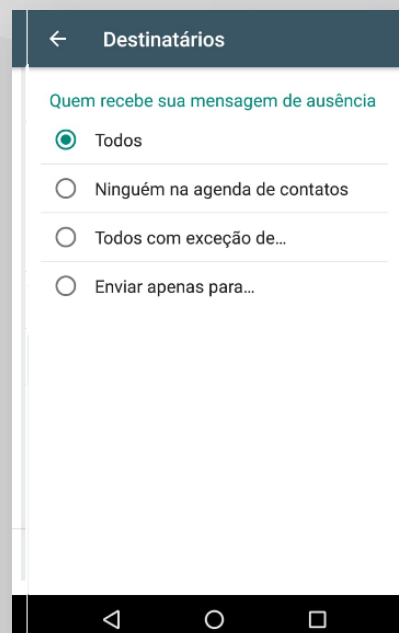 Destinatários
Quem recebe sua mensagem de ausência
Todos
Ninguém na agenda de contatos
Todos com exceção de...
Enviar apenas para...